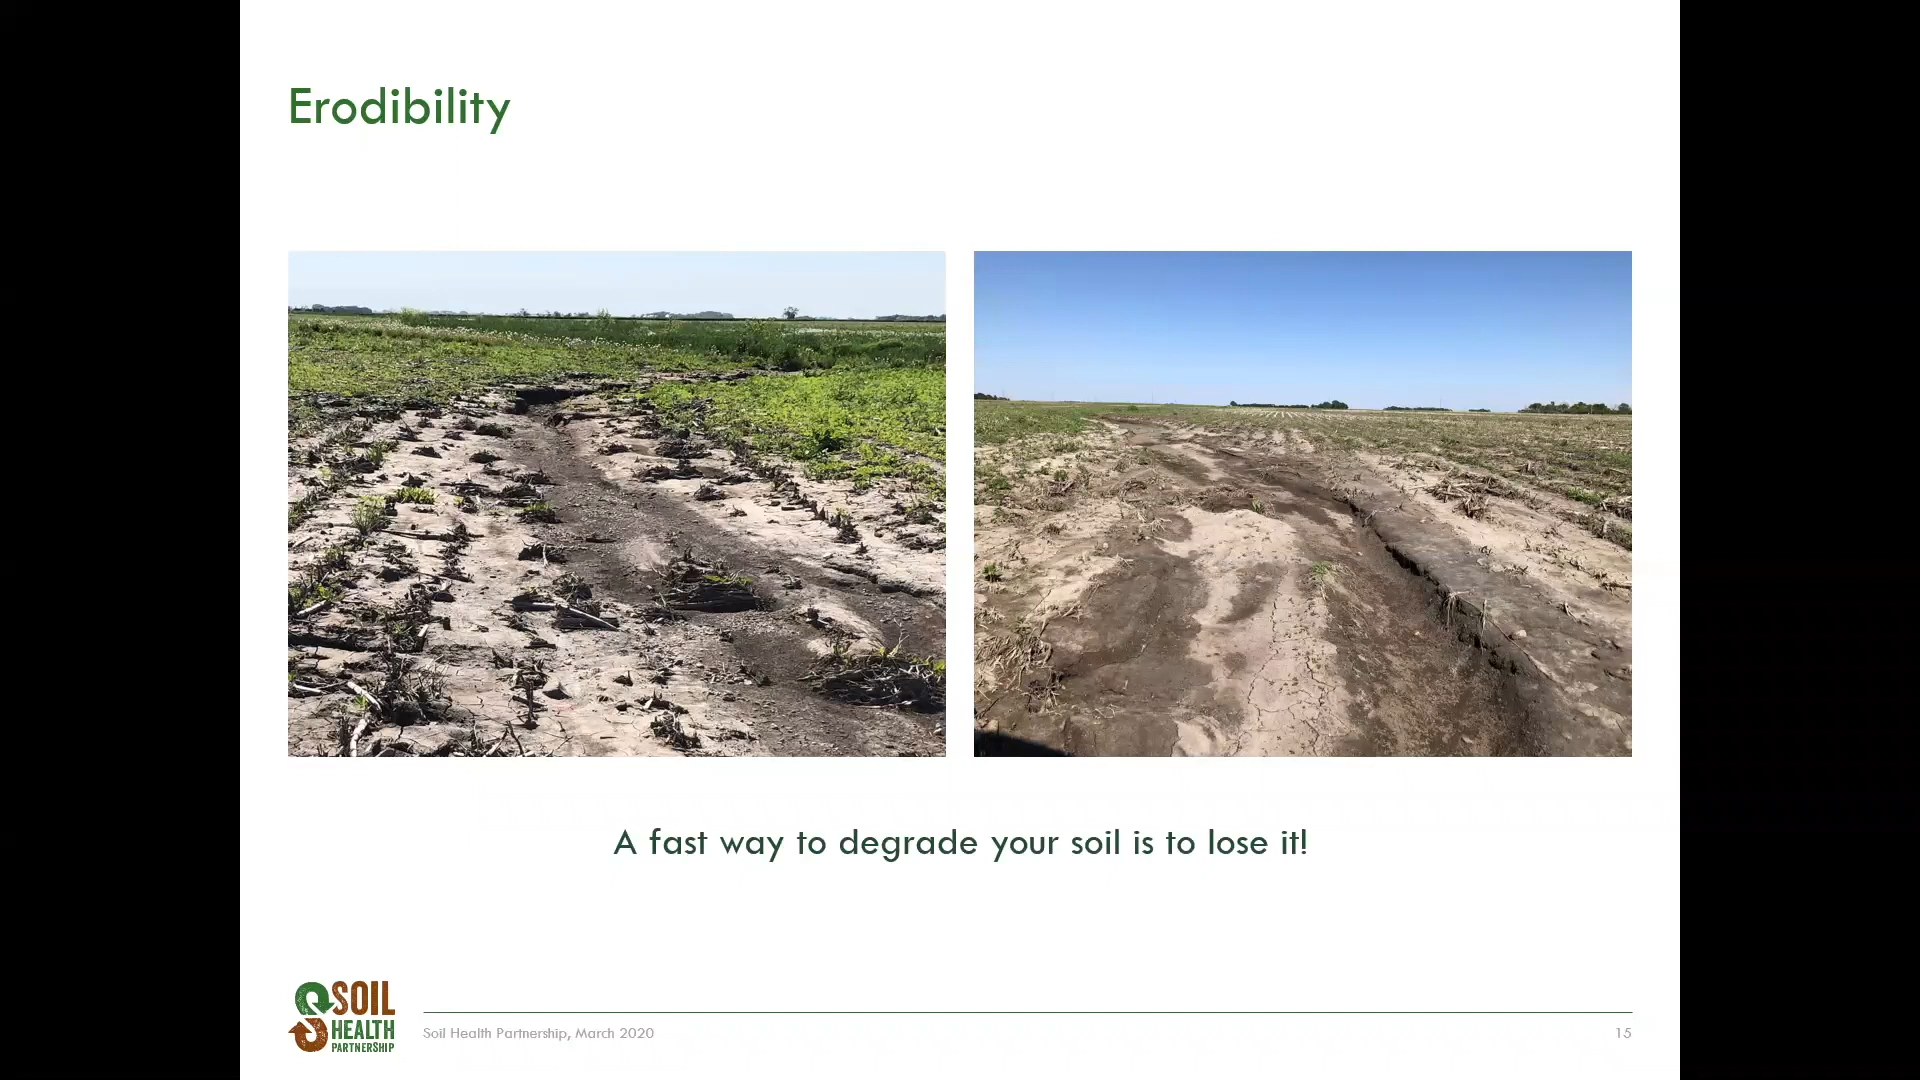 Erodibility
A fast way to degrade your soil is to lose it!
SOIL
HEALTH
PARTNERSHIP
Soil Health Partnership, March 2020
15